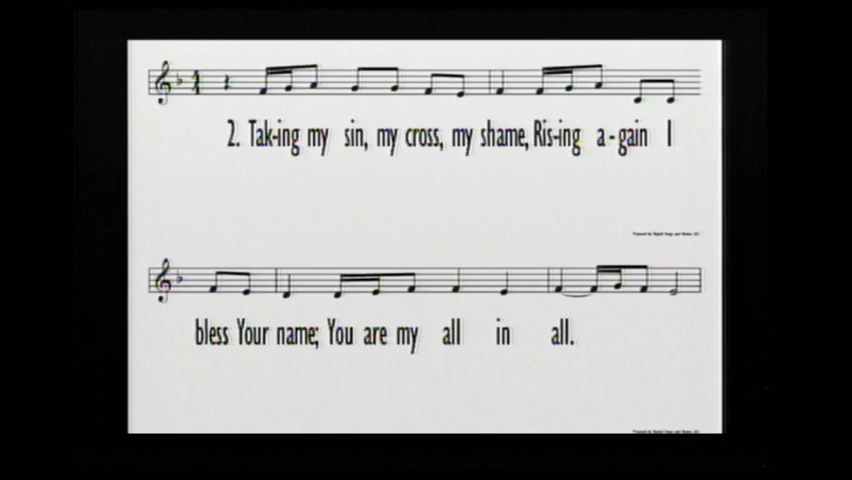 2. Tak-ing my sin, my cross, my shame, Ris-ing a-gain I
bless Your name; You are my all in all.